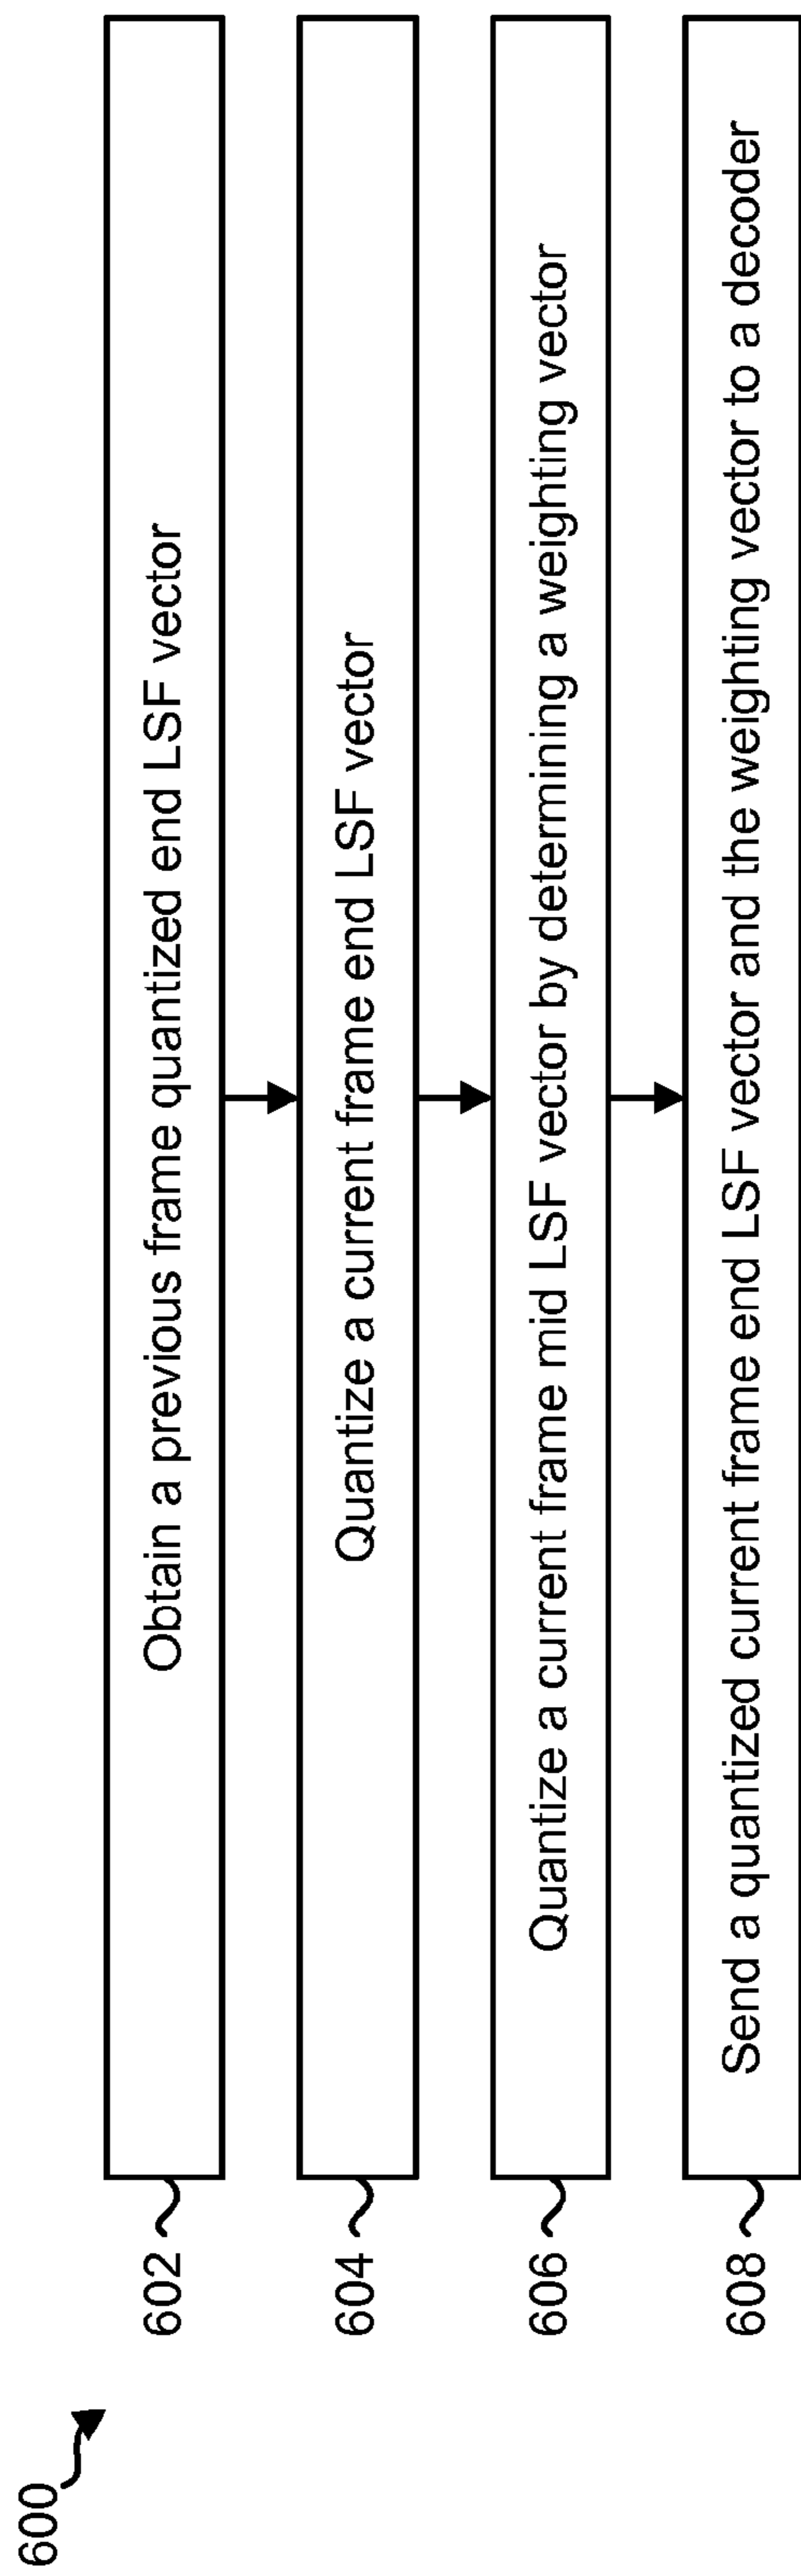 600
602
Obtain a previous frame quantized end LSF vector
604
Quantize a current frame end LSF vector
606
Quantize a current frame mid LSF vector by determining a weighting vector
608
Send a quantized current frame end LSF vector and the weighting vector to a decoder